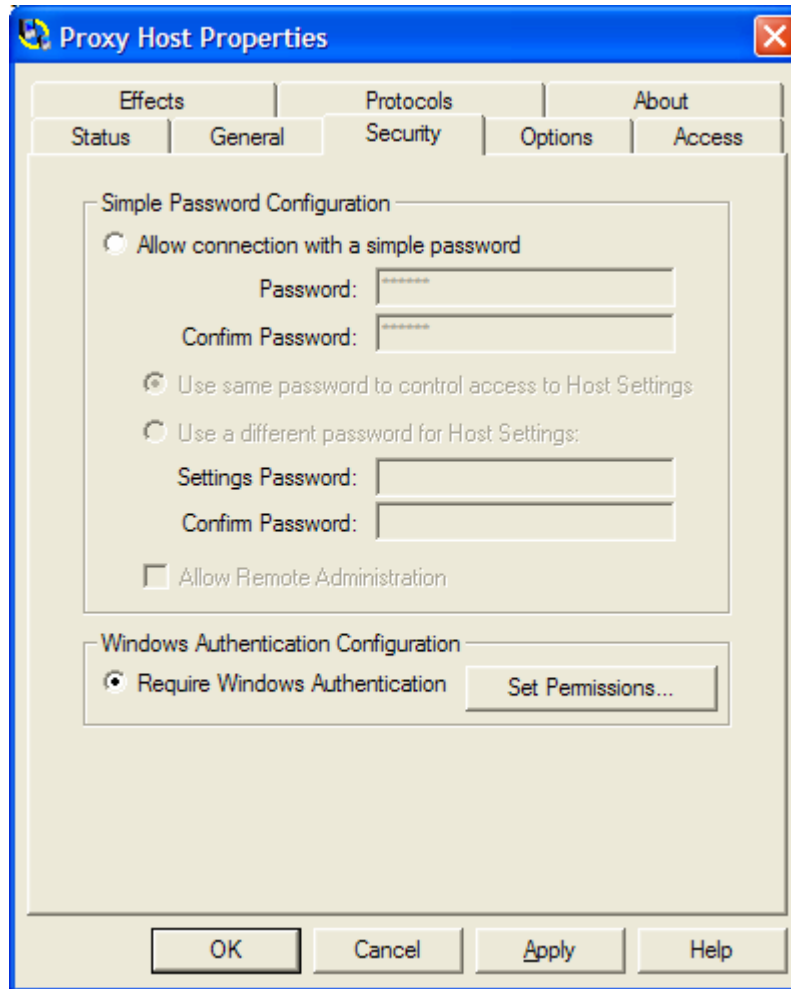 Proxy Host Properties
Effects Protocols About
Status General Security Options Access
Simple Password Configuration
Allow connection with a simple password
Password: ******
Confirm Password: ******
Use same password to control access to Host Settings
Use a different password for Host Settings:
Settings Password:
Confirm Password:
Allow Remote Administration
Windows Authentication Configuration
Require Windows Authentication Set Permissions...
OK Cancel Apply Help